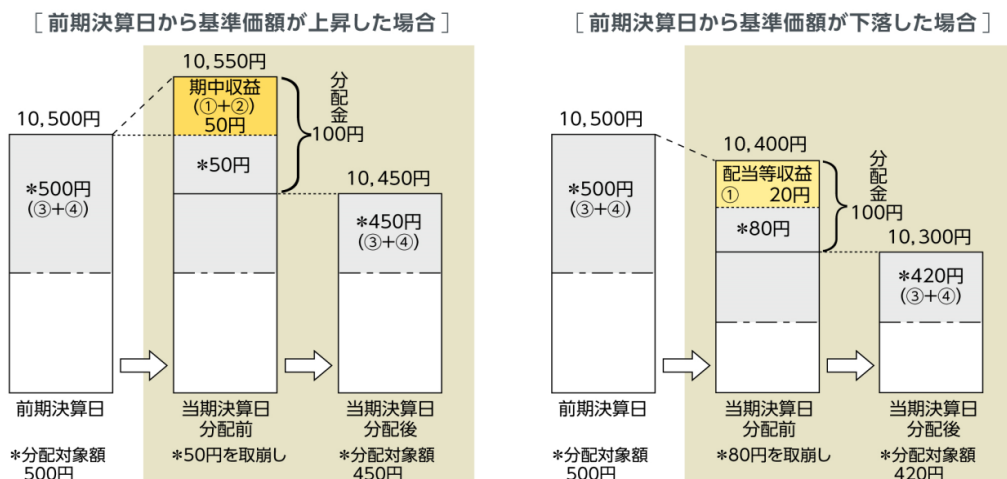 [前期決算日から基準価額が上昇した場合]
10,550円
期中収益
(①+②)
50円
分配金
100円
10,500円
*500円
(③+④)
*50円
10,450円
*450円
(③+④)
前期決算日
当期決算日
分配前
当期決算日
分配後
*分配対象額
500円
*50円を取崩し
*分配対象額
450円
[前期決算日から基準価額が下落した場合]
10,500円
*500円
(③+④)
10,400円
配当等収益
① 20円
*80円
分配金
100円
10,300円
*420円
(③+④)
前期決算日
当期決算日
分配前
当期決算日
分配後
*分配対象額
500円
*80円を取崩し
*分配対象額
420円